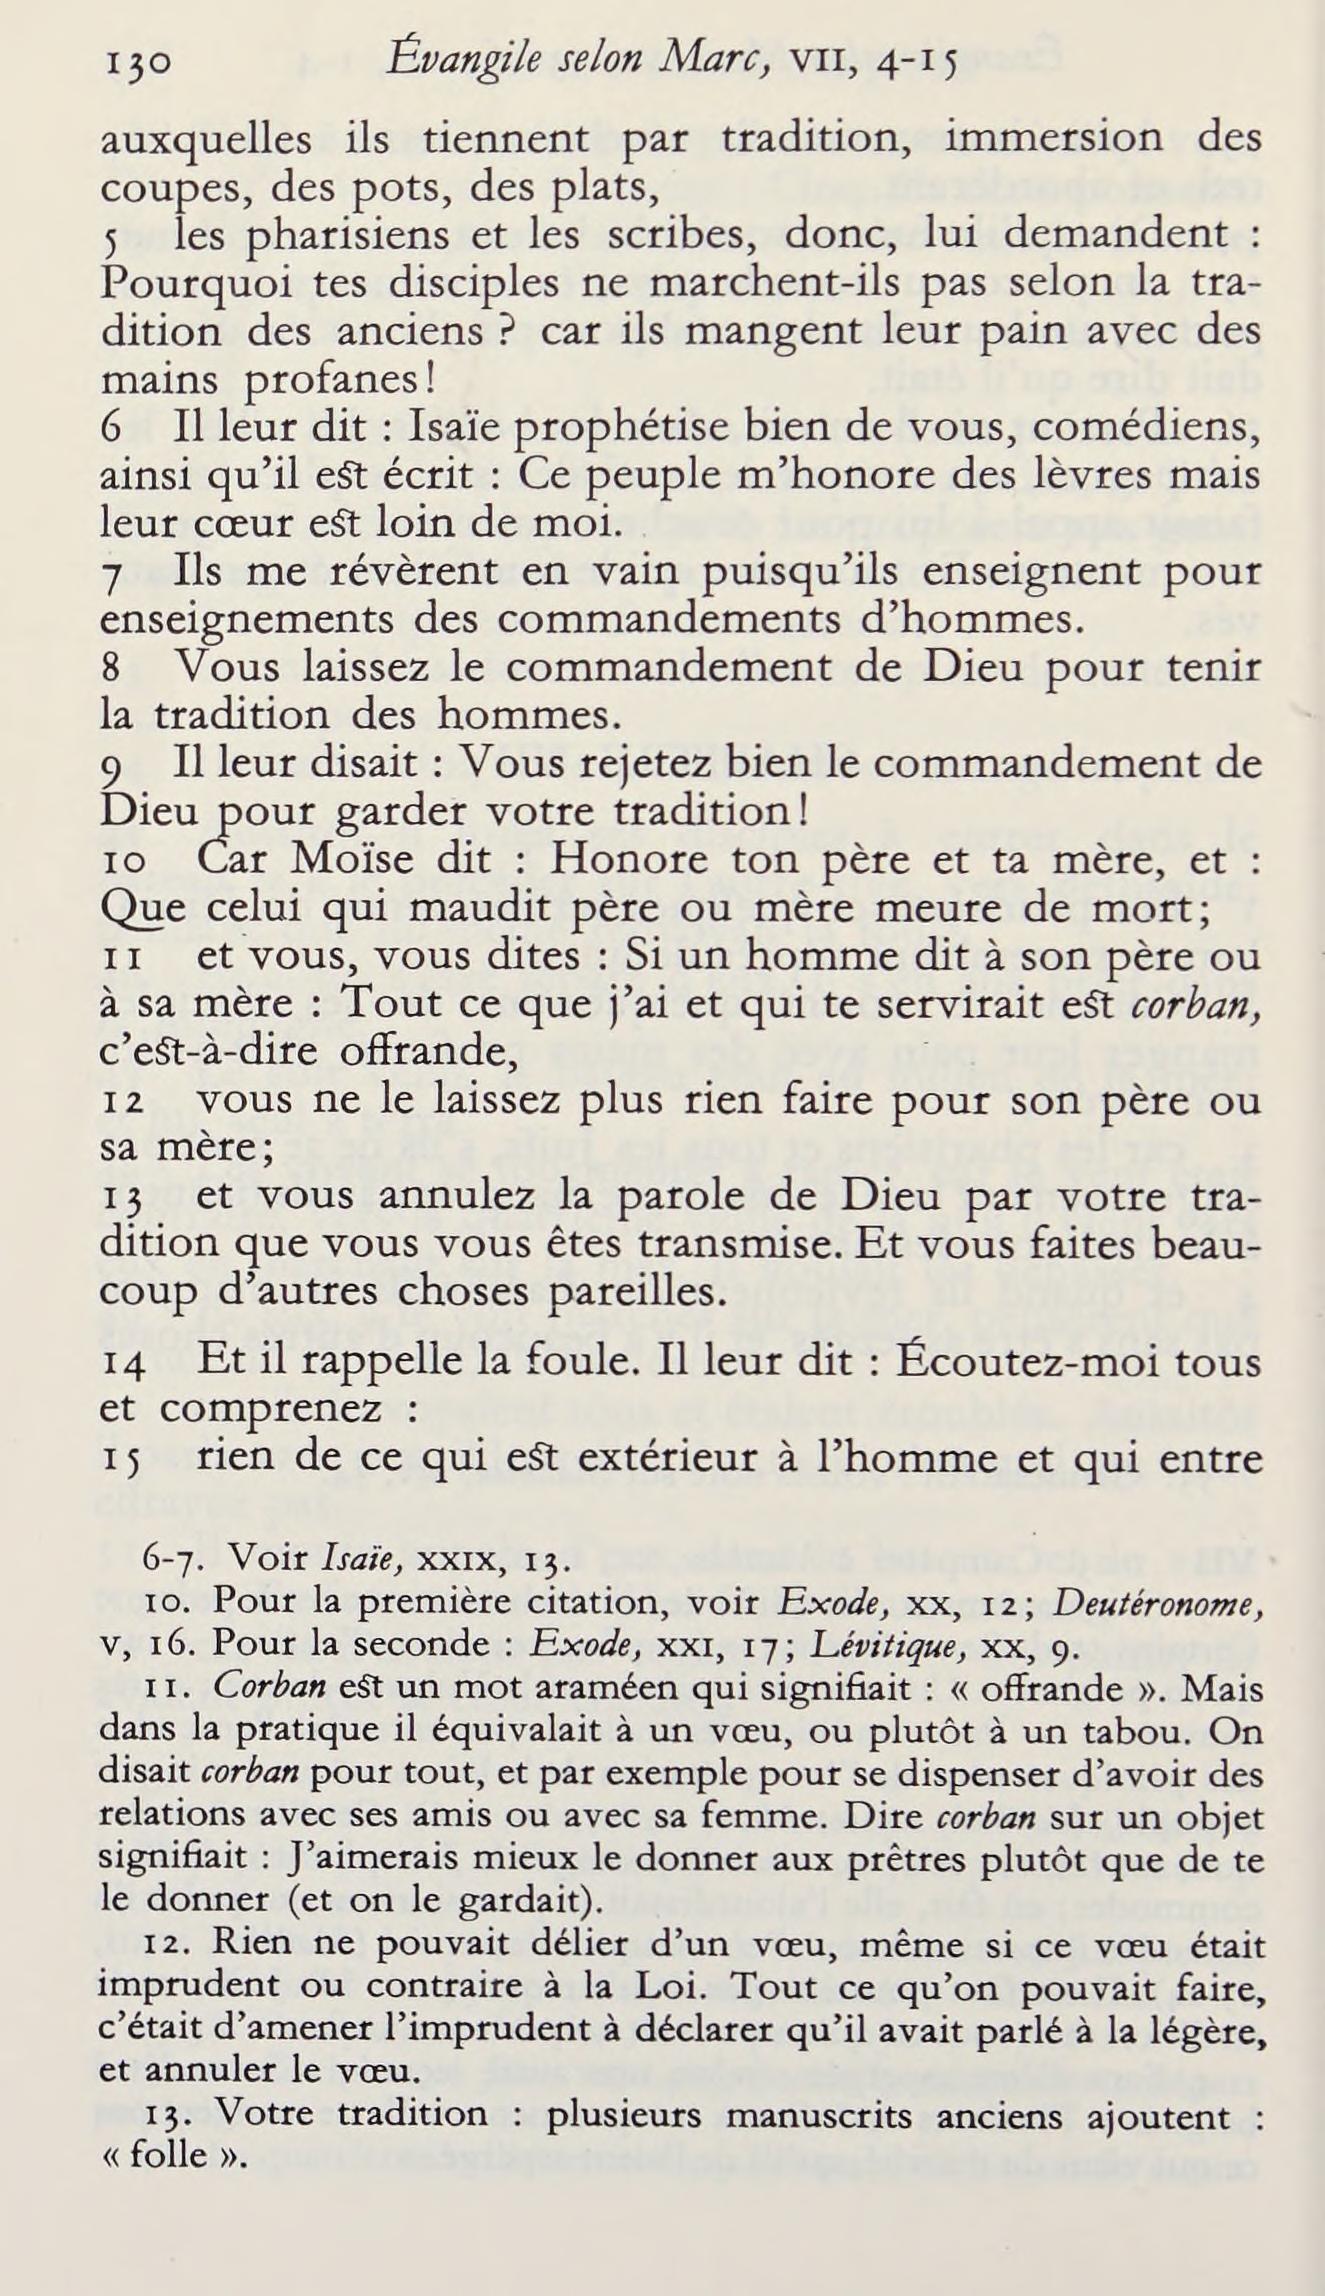 130 Évangile selon Marc, VII, 4-15
auxquelles ils tiennent par tradition, immersion des
coupes, des pots, des plats,
5 les pharisiens et les scribes, donc, lui demandent :
Pourquoi tes disciples ne marchent-ils pas selon la tra-
dition des anciens ? car ils mangent leur pain avec des
mains profanes!
6 Il leur dit : Isaïe prophétise bien de vous, comédiens,
ainsi qu'il est écrit : Ce peuple m'honore des lèvres mais
leur cœur est loin de moi.
7 Ils me révèrent en vain puisqu'ils enseignent pour
enseignements des commandements d'hommes.
8 Vous laissez le commandement de Dieu pour tenir
la tradition des hommes.
9 Il leur disait : Vous rejetez bien le commandement de
Dieu pour garder votre tradition!
10 Car Moïse dit : Honore ton père et ta mère, et :
Que celui qui maudit père ou mère meure de mort;
11 et vous, vous dites : Si un homme dit à son père ou
à sa mère : Tout ce que j'ai et qui te servirait est corban,
c'est-à-dire offrande,
12 vous ne le laissez plus rien faire pour son père ou
sa mère;
13 et vous annulez la parole de Dieu par votre tra-
dition que vous vous êtes transmise. Et vous faites beau-
coup d'autres choses pareilles.
14 Et il rappelle la foule. Il leur dit : Écoutez-moi tous
et comprenez :
15 rien de ce qui est extérieur à l'homme et qui entre
6-7. Voir Isaïe, XXIX, 13.
10. Pour la première citation, voir Exode, XX, 12; Deutéronome,
V, 16. Pour la seconde : Exode, XXI, 17; Lévitique, XX, 9.
11. Corban est un mot araméen qui signifiait : « offrande ». Mais
dans la pratique il équivalait à un vœu, ou plutôt à un tabou. On
disait corban pour tout, et par exemple pour se dispenser d'avoir des
relations avec ses amis ou avec sa femme. Dire corban sur un objet
signifiait : J'aimerais mieux le donner aux prêtres plutôt que de te
le donner (et on le gardait).
12. Rien ne pouvait délier d'un vœu, même si ce vœu était
imprudent ou contraire à la Loi. Tout ce qu'on pouvait faire,
c'était d'amener l'imprudent à déclarer qu'il avait parlé à la légère,
et annuler le vœu.
13. Votre tradition : plusieurs manuscrits anciens ajoutent :
« folle ».